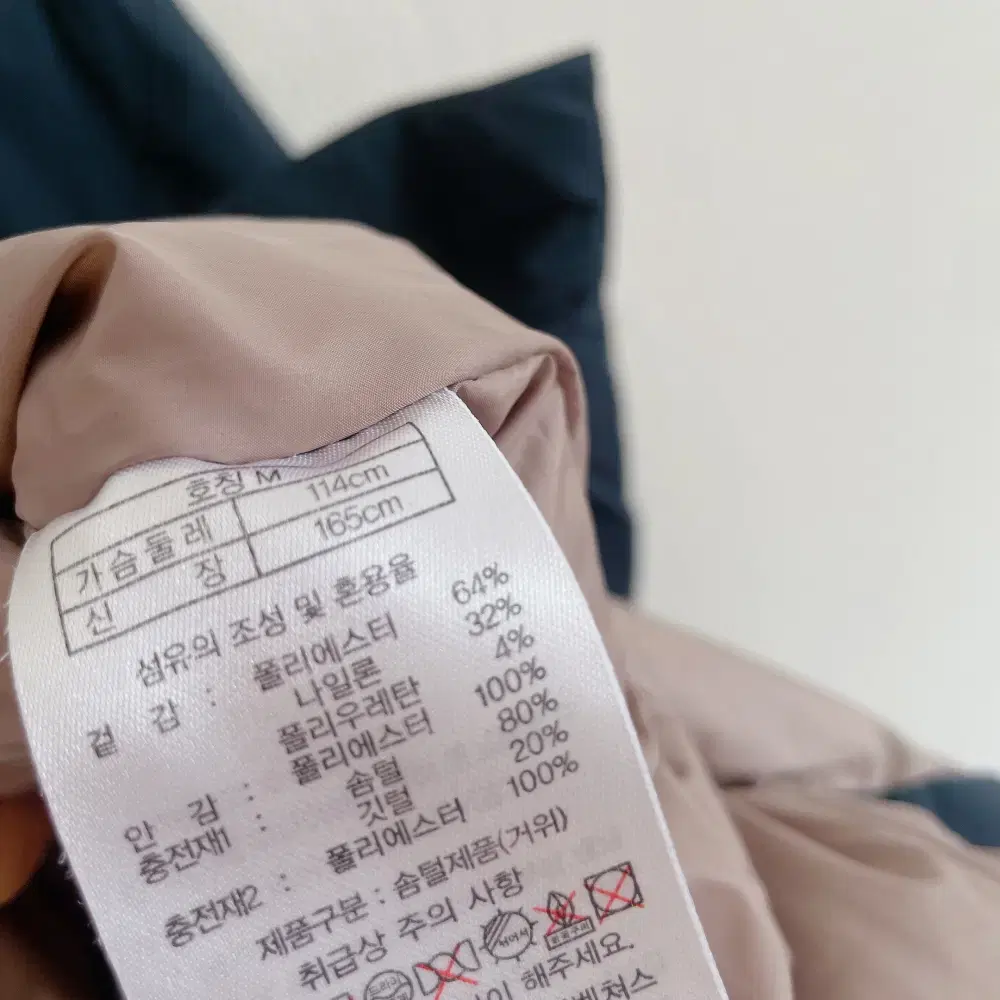 호칭 M
가슴둘레 114cm
신 장 165cm
섬유의 조성 및 혼용율
겉 감 : 폴리에스터 64%
나일론 32%
폴리우레탄 4%
안 감 : 폴리에스터 100%
충전재1 : 솜털 80%
깃털 20%
충전재2 : 폴리에스터 100%
제품구분 : 솜털제품(거위)
취급상 주의 사항
해주세요.